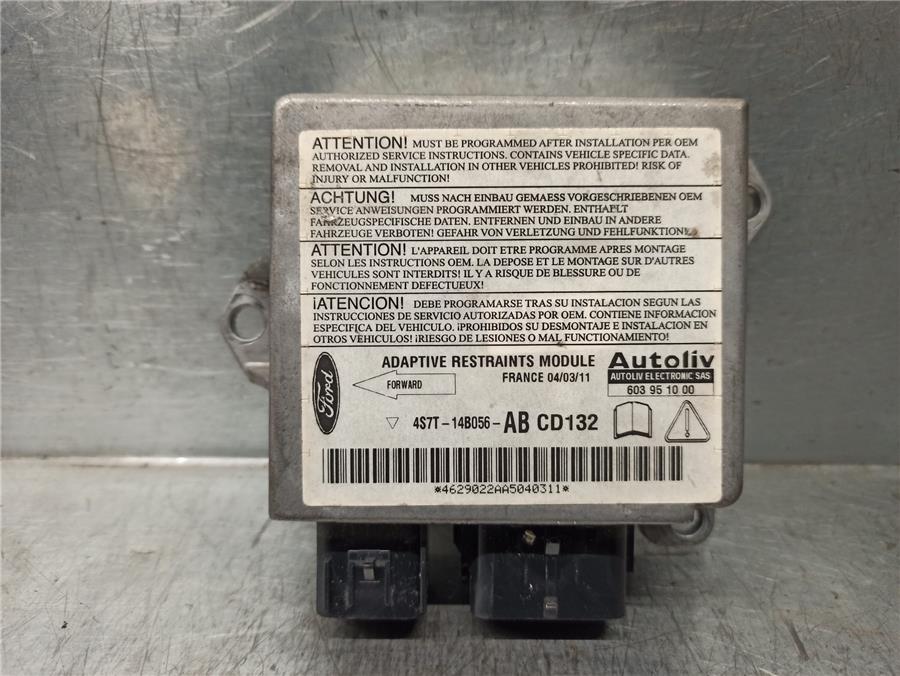 ATTENTION! MUST BE PROGRAMMED AFTER INSTALLATION PER OEM
AUTHORIZED SERVICE INSTRUCTIONS. CONTAINS VEHICLE SPECIFIC DATA.
REMOVAL AND INSTALLATION IN OTHER VEHICLES PROHIBITED! RISK OF
INJURY OR MALFUNCTION!
ACHTUNG! MUSS NACH EINBAU GEMAESS VORGESCHRIEBENEN OEM
SERVICE ANWEISUNGEN PROGRAMMIERT WERDEN. ENTHAELT
FAHRZEUGSPEZIFISCHE DATEN. ENTFERNEN UND EINBAU IN ANDERE
FAHRZEUGE VERBOTEN! GEFAHR VON VERLETZUNG UND FEHLFUNKTION!
ATTENTION! L'APPAREIL DOIT ETRE PROGRAMME APRES MONTAGE
SELON LES INSTRUCTIONS OEM. LA DEPOSE ET LE MONTAGE SUR D'AUTRES
VEHICULES SONT INTERDITS! IL Y A RISQUE DE BLESSURE OU DE
FONCTIONNEMENT DEFECTUEUX!
¡ATENCION! DEBE PROGRAMARSE TRAS SU INSTALACION SEGUN LAS
INSTRUCCIONES DE SERVICIO AUTORIZADAS POR OEM. CONTIENE INFORMACION
ESPECIFICA DEL VEHICULO. ¡PROHIBIDOS SU DESMONTAJE E INSTALACION EN
OTROS VEHICULOS! ¡RIESGO DE LESIONES O MAL FUNCIONAMIENTO!
ADAPTIVE RESTRAINTS MODULE
FRANCE 04/03/11
Autoliv
AUTOLIV ELECTRONIC SAS
603 95 10 00
Ford
FORWARD
4S7T-14B056-AB CD132
*4629022AA5040311*